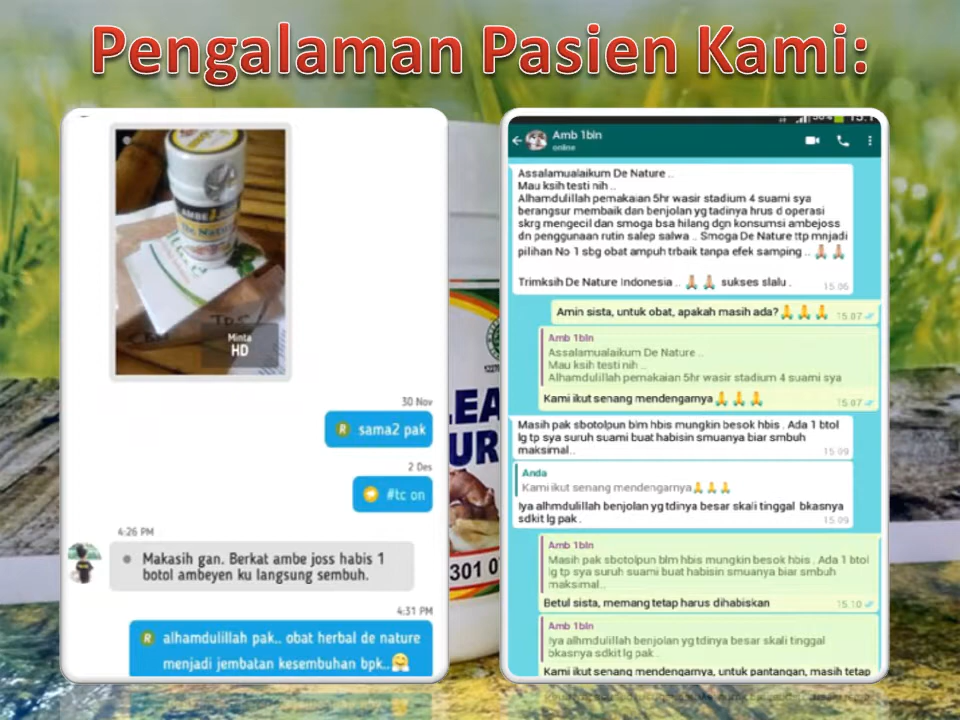 Pengalaman Pasien Kami:
AMBEJOSS
De Nature
Minta
HD
30 Nov
R sama2 pak
2 Des
#tc on
4:26 PM
Makasih gan. Berkat ambe joss habis 1
botol ambeyen ku langsung sembuh.
4:31 PM
R alhamdulillah pak.. obat herbal de nature
menjadi jembatan kesembuhan bpk..🤗
LEA
UR
301 0
Amb 1bln
online
Assalamualaikum De Nature ..
Mau ksih testi nih ..
Alhamdulillah pemakaian 5hr wasir stadium 4 suami sya
berangsur membaik dan benjolan yg tadinya hrus d operasi
skrg mengecil dan smoga bsa hilang dgn konsumsi ambejoss
dn penggunaan rutin salep salwa .. Smoga De Nature ttp mnjadi
pilihan No 1 sbg obat ampuh trbaik tanpa efek samping .. 🙏 🙏
Trimksih De Nature Indonesia .. 🙏 🙏 sukses slalu .
15.06
Amin sista, untuk obat, apakah masih ada?🙏 🙏 🙏
15.07
Amb 1bln
Assalamualaikum De Nature ..
Mau ksih testi nih ..
Alhamdulillah pemakaian 5hr wasir stadium 4 suami sya
Kami ikut senang mendengarnya🙏 🙏 🙏
15.07
Masih pak sbotolpun blm hbis mungkin besok hbis . Ada 1 btol
lg tp sya suruh suami buat habisin smuanya biar smbuh
maksimal..
15.09
Anda
Kami ikut senang mendengarnya🙏🙏🙏
Iya alhmdulillah benjolan yg tdinya besar skali tinggal bkasnya
sdkit lg pak .
15.09
Amb 1bln
Masih pak sbotolpun blm hbis mungkin besok hbis . Ada 1 btol
lg tp sya suruh suami buat habisin smuanya biar smbuh
maksimal..
Betul sista, memang tetap harus dihabiskan
15.10
Amb 1bln
Iya alhmdulillah benjolan yg tdinya besar skali tinggal
bkasnya sdkit lg pak .
Kami ikut senang mendengarnya, untuk pantangan, masih tetap